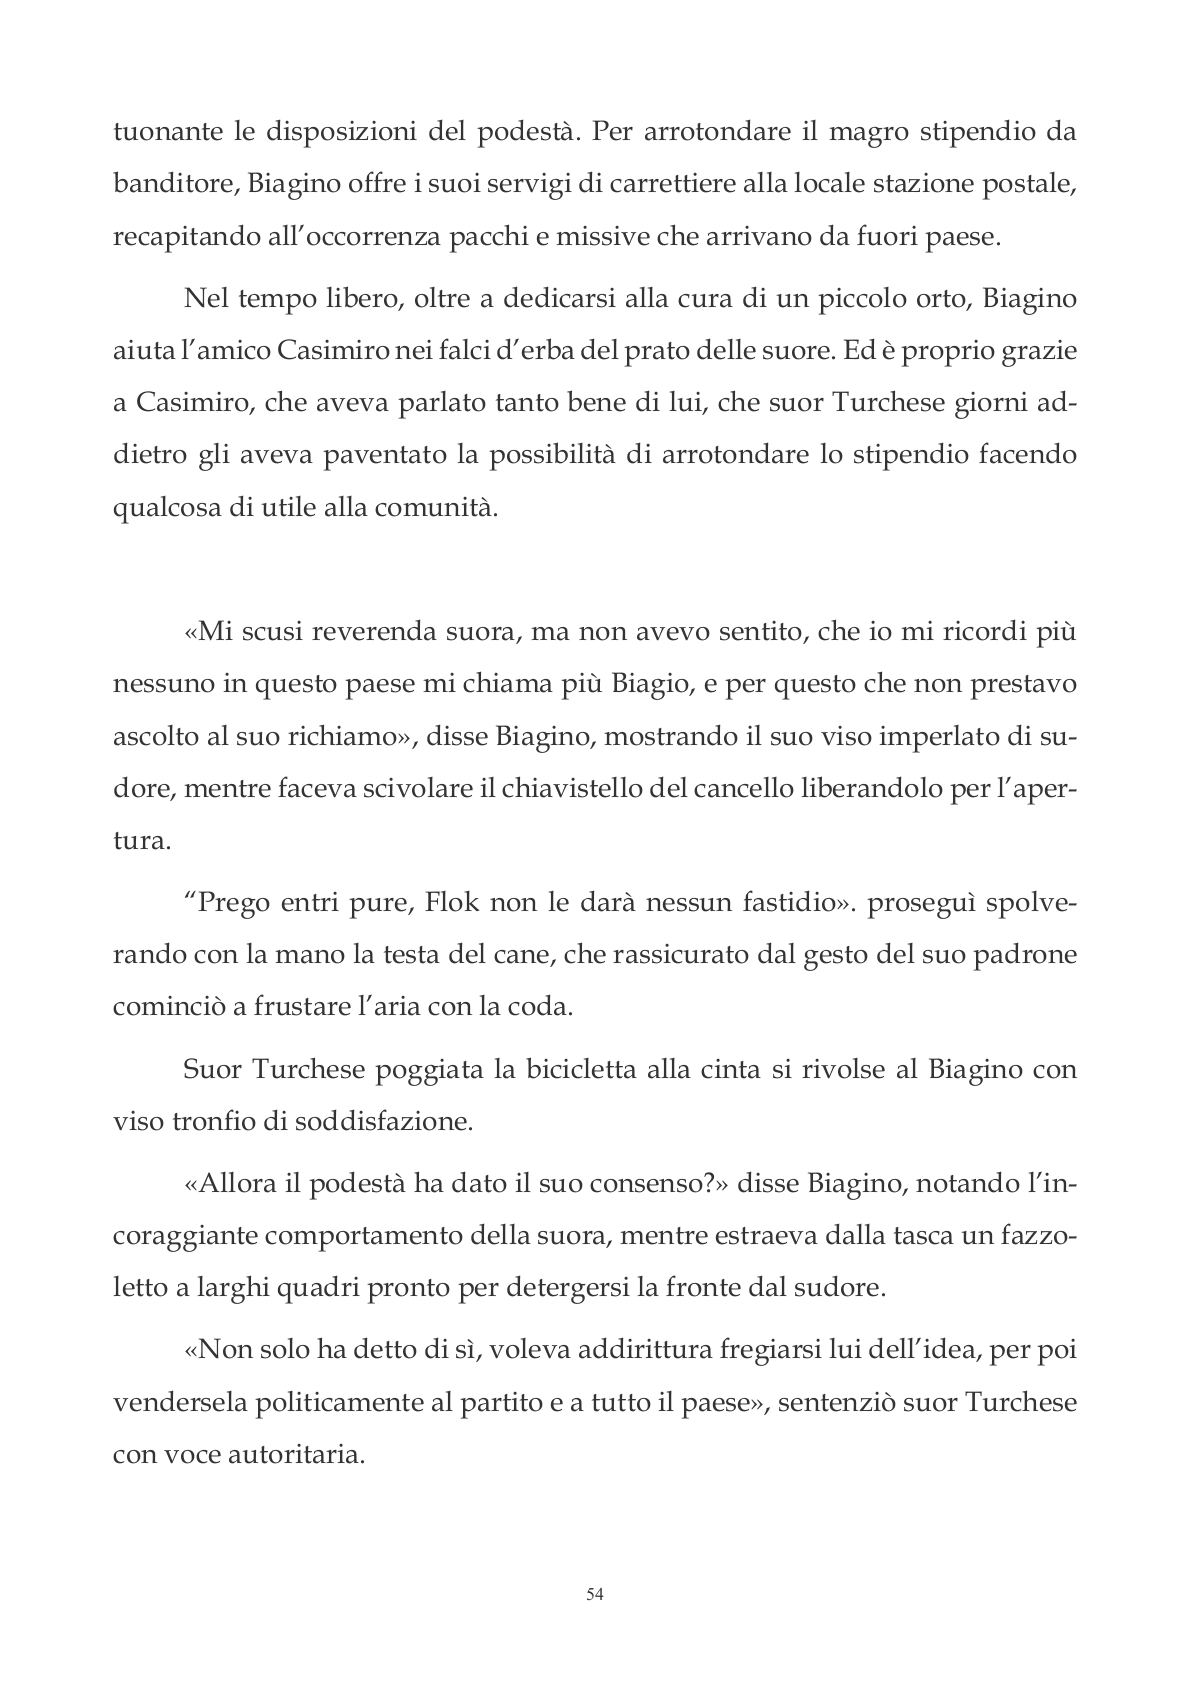 tuonante le disposizioni del podestà. Per arrotondare il magro stipendio da
banditore, Biagino offre i suoi servigi di carrettiere alla locale stazione postale,
recapitando all’occorrenza pacchi e missive che arrivano da fuori paese.
Nel tempo libero, oltre a dedicarsi alla cura di un piccolo orto, Biagino
aiuta l’amico Casimiro nei falci d’erba del prato delle suore. Ed è proprio grazie
a Casimiro, che aveva parlato tanto bene di lui, che suor Turchese giorni ad-
dietro gli aveva paventato la possibilità di arrotondare lo stipendio facendo
qualcosa di utile alla comunità.
«Mi scusi reverenda suora, ma non avevo sentito, che io mi ricordi più
nessuno in questo paese mi chiama più Biagio, e per questo che non prestavo
ascolto al suo richiamo», disse Biagino, mostrando il suo viso imperlato di su-
dore, mentre faceva scivolare il chiavistello del cancello liberandolo per l’aper-
tura.
“Prego entri pure, Flok non le darà nessun fastidio». proseguì spolve-
rando con la mano la testa del cane, che rassicurato dal gesto del suo padrone
cominciò a frustare l’aria con la coda.
Suor Turchese poggiata la bicicletta alla cinta si rivolse al Biagino con
viso tronfio di soddisfazione.
«Allora il podestà ha dato il suo consenso?» disse Biagino, notando l’in-
coraggiante comportamento della suora, mentre estraeva dalla tasca un fazzo-
letto a larghi quadri pronto per detergersi la fronte dal sudore.
«Non solo ha detto di sì, voleva addirittura fregiarsi lui dell’idea, per poi
vendersela politicamente al partito e a tutto il paese», sentenziò suor Turchese
con voce autoritaria.
54